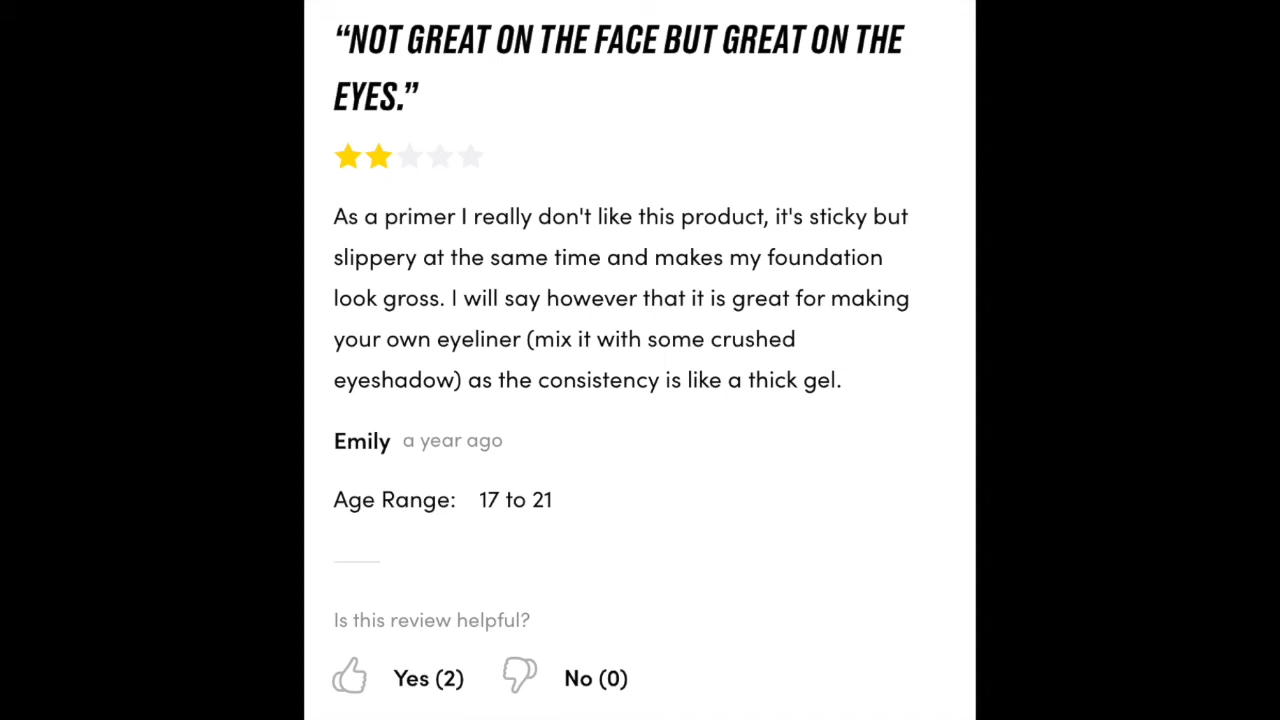 “NOT GREAT ON THE FACE BUT GREAT ON THE
EYES.”
As a primer I really don't like this product, it's sticky but
slippery at the same time and makes my foundation
look gross. I will say however that it is great for making
your own eyeliner (mix it with some crushed
eyeshadow) as the consistency is like a thick gel.
Emily a year ago
Age Range: 17 to 21
Is this review helpful?
Yes (2) No (0)